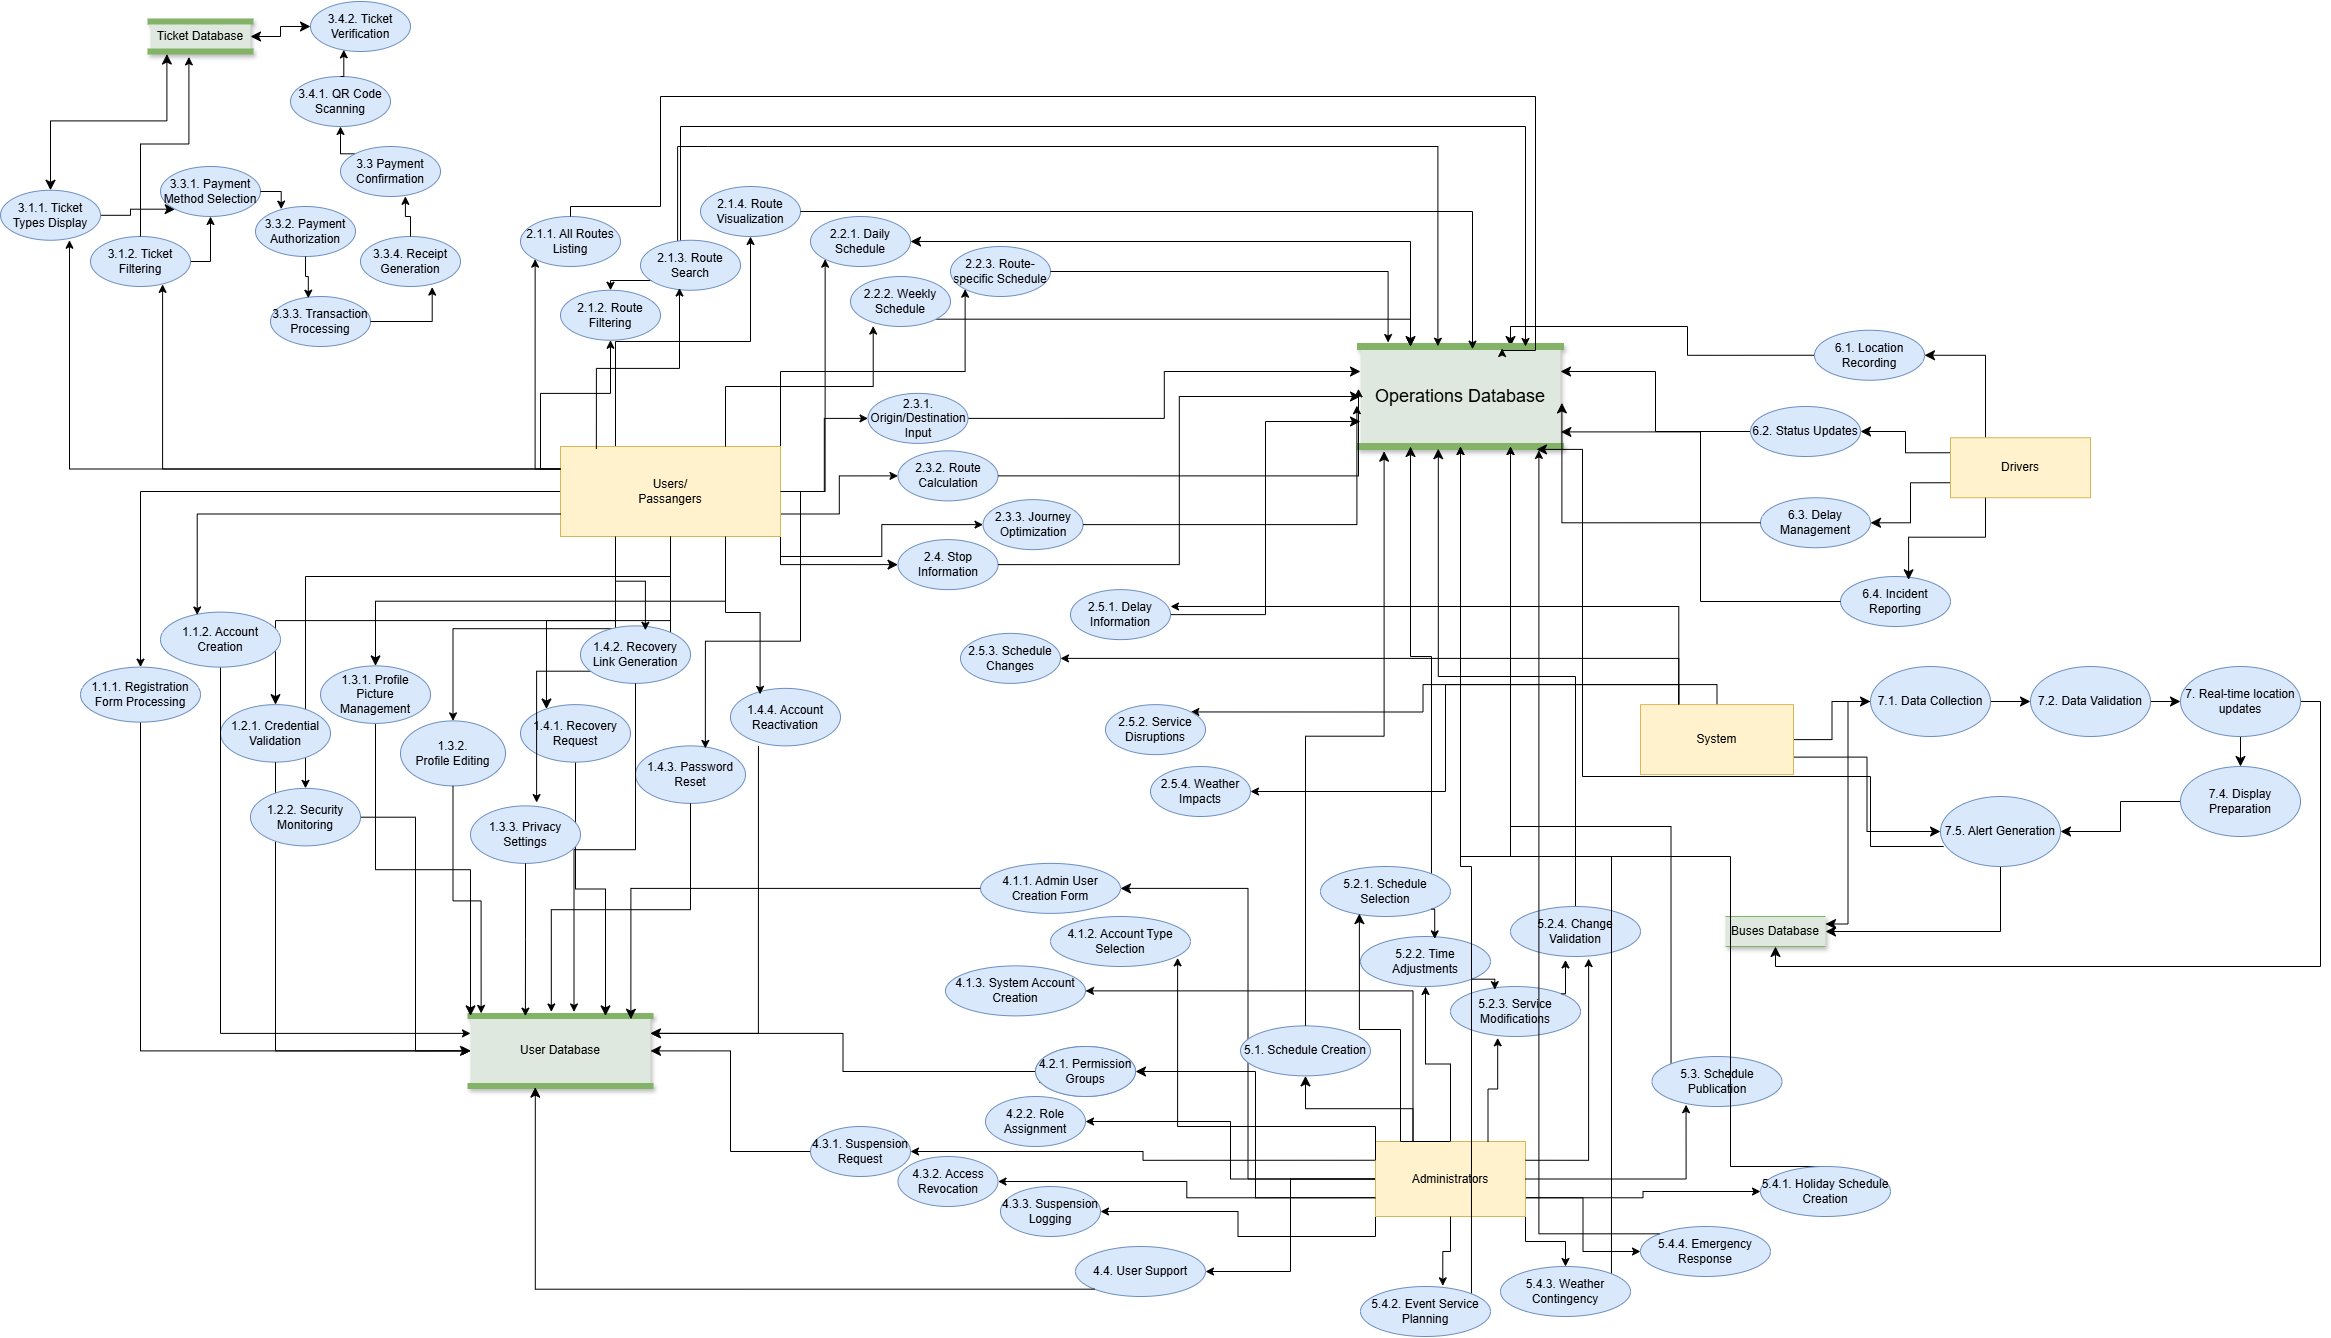 3.4.2. Ticket
Verification
Ticket Database
3.4.1. QR Code
Scanning
3.3 Payment
Confirmation
3.3.1. Payment
Method Selection
3.1.1. Ticket
Types Display
3.3.2. Payment
Authorization
3.1.2. Ticket
Filtering
3.3.4. Receipt
Generation
3.3.3. Transaction
Processing
2.1.4. Route
Visualization
2.1.1. All Routes
Listing
2.2.1. Daily
Schedule
2.1.3. Route
Search
2.2.3. Route-
specific Schedule
2.2.2. Weekly
Schedule
2.1.2. Route
Filtering
6.1. Location
Recording
Operations Database
2.3.1.
Origin/Destination
Input
6.2. Status Updates
Drivers
2.3.2. Route
Calculation
Users/
Passangers
2.3.3. Journey
Optimization
6.3. Delay
Management
2.4. Stop
Information
6.4. Incident
Reporting
2.5.1. Delay
Information
1.1.2. Account
Creation
1.4.2. Recovery
Link Generation
2.5.3. Schedule
Changes
1.1.1. Registration
Form Processing
1.3.1. Profile
Picture
Management
7.1. Data Collection
7.2. Data Validation
7. Real-time location
updates
1.4.4. Account
Reactivation
1.2.1. Credential
Validation
1.4.1. Recovery
Request
2.5.2. Service
Disruptions
System
1.3.2.
Profile Editing
1.4.3. Password
Reset
2.5.4. Weather
Impacts
7.4. Display
Preparation
1.2.2. Security
Monitoring
1.3.3. Privacy
Settings
7.5. Alert Generation
4.1.1. Admin User
Creation Form
5.2.1. Schedule
Selection
4.1.2. Account Type
Selection
5.2.4. Change
Validation
Buses Database
5.2.2. Time
Adjustments
4.1.3. System Account
Creation
5.2.3. Service
Modifications
User Database
5.1. Schedule Creation
4.2.1. Permission
Groups
5.3. Schedule
Publication
4.2.2. Role
Assignment
4.3.1. Suspension
Request
4.3.2. Access
Revocation
Administrators
5.4.1. Holiday Schedule
Creation
4.3.3. Suspension
Logging
5.4.4. Emergency
Response
4.4. User Support
5.4.3. Weather
Contingency
5.4.2. Event Service
Planning